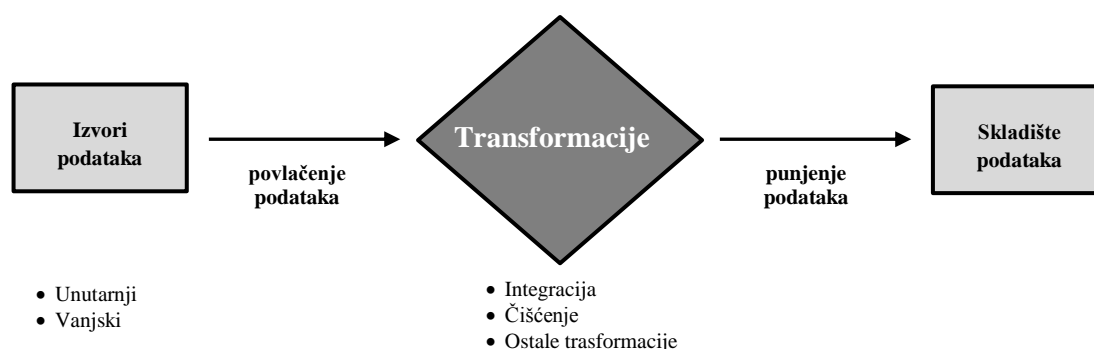 Izvori
podataka
povlačenje
podataka
Transformacije
punjenje
podataka
Skladište
podataka
• Unutarnji
• Vanjski
• Integracija
• Čišćenje
• Ostale trasformacije